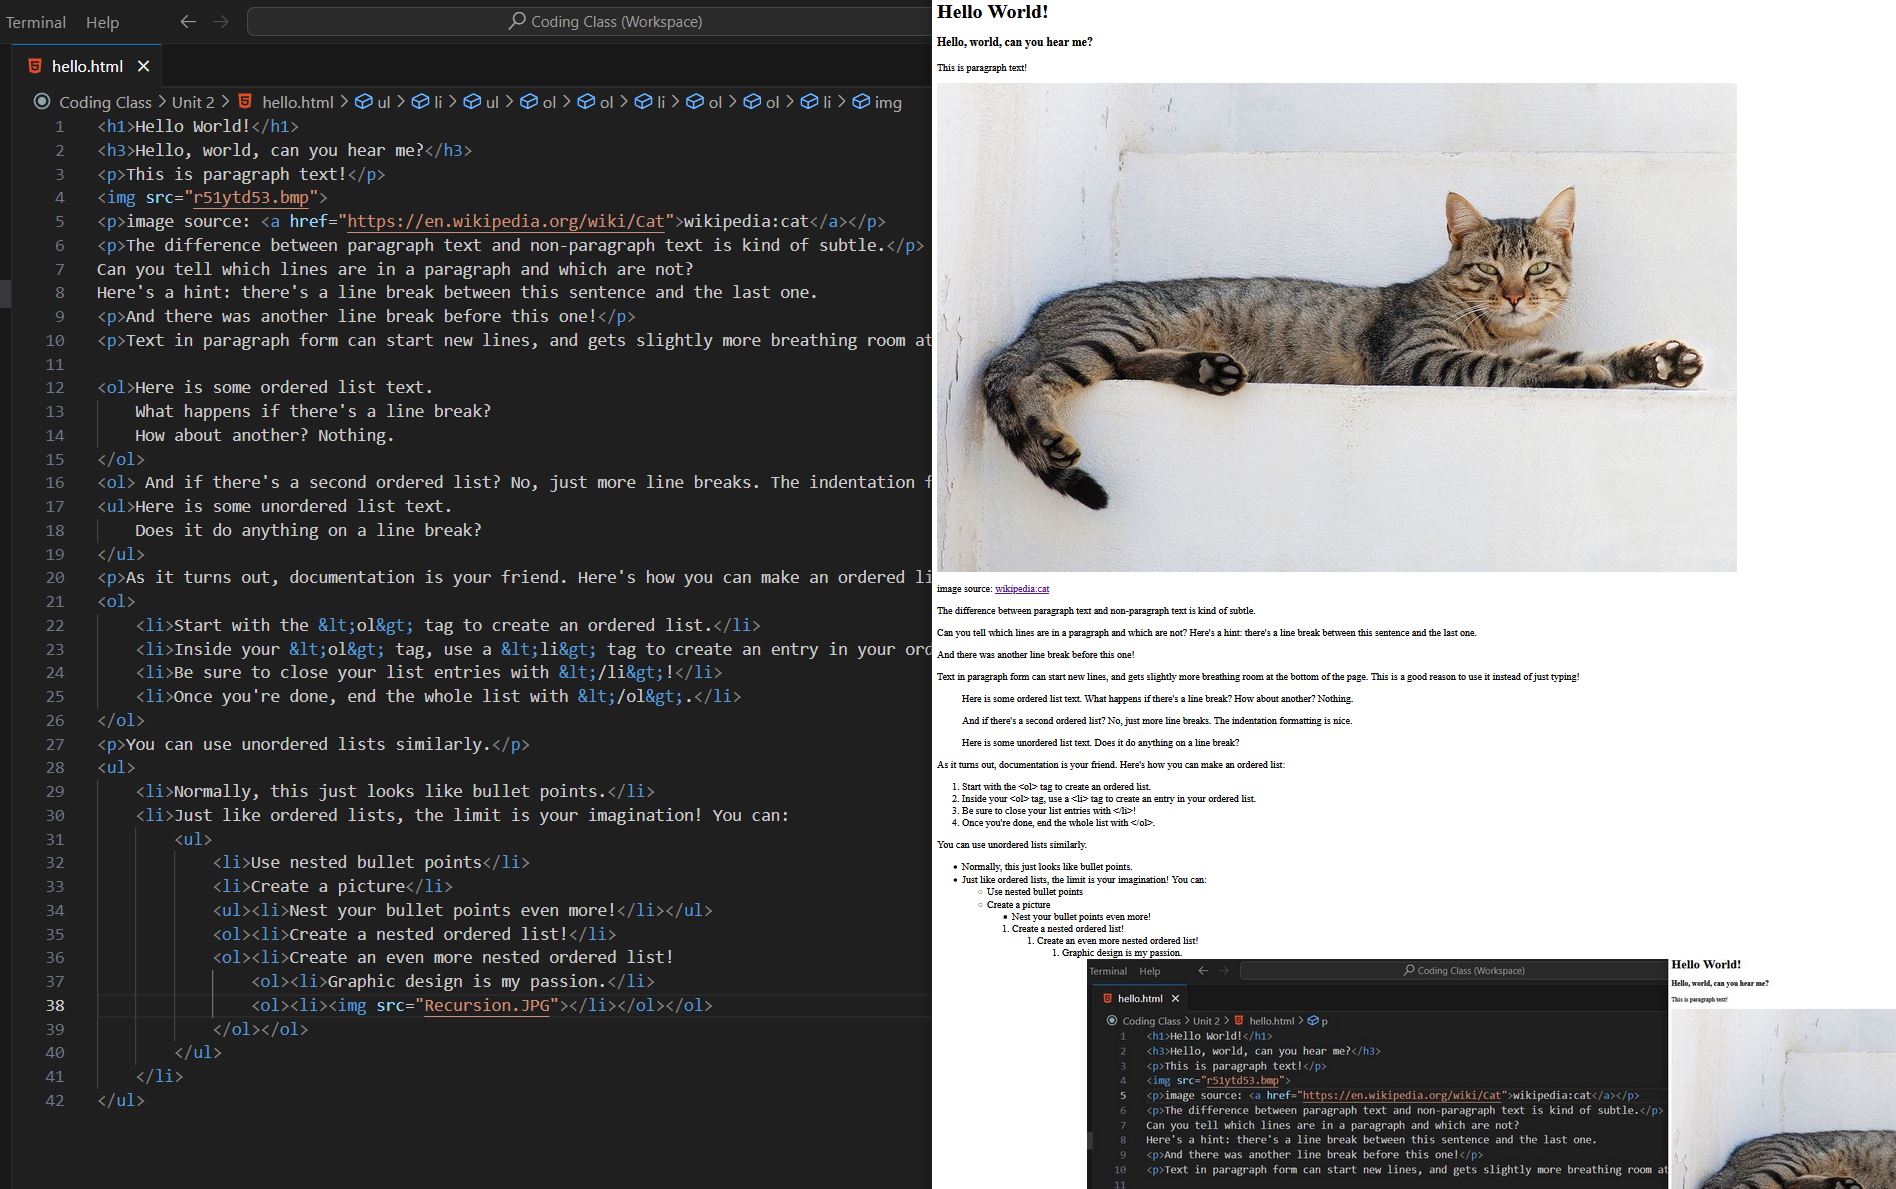 Terminal Help Coding Class (Workspace)
hello.html
Coding Class > Unit 2 > hello.html > ul > li > ul > ol > ol > li > ol > ol > li > img
1 <h1>Hello World!</h1>
2 <h3>Hello, world, can you hear me?</h3>
3 <p>This is paragraph text!</p>
4 <img src="r51ytd53.bmp">
5 <p>image source: <a href="https://en.wikipedia.org/wiki/Cat">wikipedia:cat</a></p>
6 <p>The difference between paragraph text and non-paragraph text is kind of subtle.</p>
7 Can you tell which lines are in a paragraph and which are not?
8 Here's a hint: there's a line break between this sentence and the last one.
9 <p>And there was another line break before this one!</p>
10 <p>Text in paragraph form can start new lines, and gets slightly more breathing room at
11
12 <ol>Here is some ordered list text.
13 What happens if there's a line break?
14 How about another? Nothing.
15 </ol>
16 <ol> And if there's a second ordered list? No, just more line breaks. The indentation f
17 <ul>Here is some unordered list text.
18 Does it do anything on a line break?
19 </ul>
20 <p>As it turns out, documentation is your friend. Here's how you can make an ordered li
21 <ol>
22 <li>Start with the &lt;ol&gt; tag to create an ordered list.</li>
23 <li>Inside your &lt;ol&gt; tag, use a &lt;li&gt; tag to create an entry in your ord
24 <li>Be sure to close your list entries with &lt;/li&gt;!</li>
25 <li>Once you're done, end the whole list with &lt;/ol&gt;.</li>
26 </ol>
27 <p>You can use unordered lists similarly.</p>
28 <ul>
29 <li>Normally, this just looks like bullet points.</li>
30 <li>Just like ordered lists, the limit is your imagination! You can:
31 <ul>
32 <li>Use nested bullet points</li>
33 <li>Create a picture</li>
34 <ul><li>Nest your bullet points even more!</li></ul>
35 <ol><li>Create a nested ordered list!</li>
36 <ol><li>Create an even more nested ordered list!
37 <ol><li>Graphic design is my passion.</li>
38 <ol><li><img src="Recursion.JPG"></li></ol></ol>
39 </ol></ol>
40 </ul>
41 </li>
42 </ul>
Hello World!
Hello, world, can you hear me?
This is paragraph text!
image source: wikipedia:cat
The difference between paragraph text and non-paragraph text is kind of subtle.
Can you tell which lines are in a paragraph and which are not? Here's a hint: there's a line break between this sentence and the last one.
And there was another line break before this one!
Text in paragraph form can start new lines, and gets slightly more breathing room at the bottom of the page. This is a good reason to use it instead of just typing!
Here is some ordered list text. What happens if there's a line break? How about another? Nothing.
And if there's a second ordered list? No, just more line breaks. The indentation formatting is nice.
Here is some unordered list text. Does it do anything on a line break?
As it turns out, documentation is your friend. Here's how you can make an ordered list:
1. Start with the <ol> tag to create an ordered list.
2. Inside your <ol> tag, use a <li> tag to create an entry in your ordered list.
3. Be sure to close your list entries with </li>!
4. Once you're done, end the whole list with </ol>.
You can use unordered lists similarly.
• Normally, this just looks like bullet points.
• Just like ordered lists, the limit is your imagination! You can:
○ Use nested bullet points
○ Create a picture
▪ Nest your bullet points even more!
1. Create a nested ordered list!
1. Create an even more nested ordered list!
1. Graphic design is my passion.
Terminal Help Coding Class (Workspace)
hello.html
Coding Class > Unit 2 > hello.html > p
1 <h1>Hello World!</h1>
2 <h3>Hello, world, can you hear me?</h3>
3 <p>This is paragraph text!</p>
4 <img src="r51ytd53.bmp">
5 <p>image source: <a href="https://en.wikipedia.org/wiki/Cat">wikipedia:cat</a></p>
6 <p>The difference between paragraph text and non-paragraph text is kind of subtle.</p>
7 Can you tell which lines are in a paragraph and which are not?
8 Here's a hint: there's a line break between this sentence and the last one.
9 <p>And there was another line break before this one!</p>
10 <p>Text in paragraph form can start new lines, and gets slightly more breathing room at
11
Hello World!
Hello, world, can you hear me?
This is paragraph text!